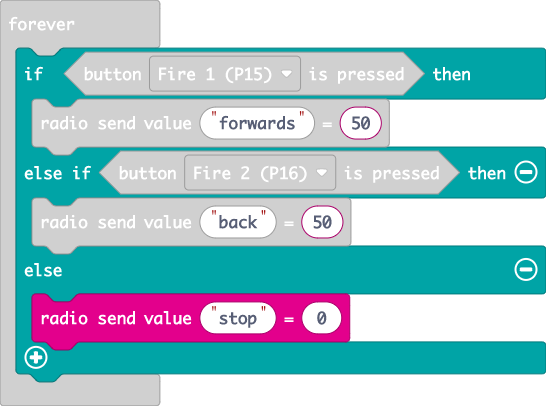 forever
if button Fire 1 (P15) is pressed then
radio send value "forwards" = 50
else if button Fire 2 (P16) is pressed then
radio send value "back" = 50
else
radio send value "stop" = 0